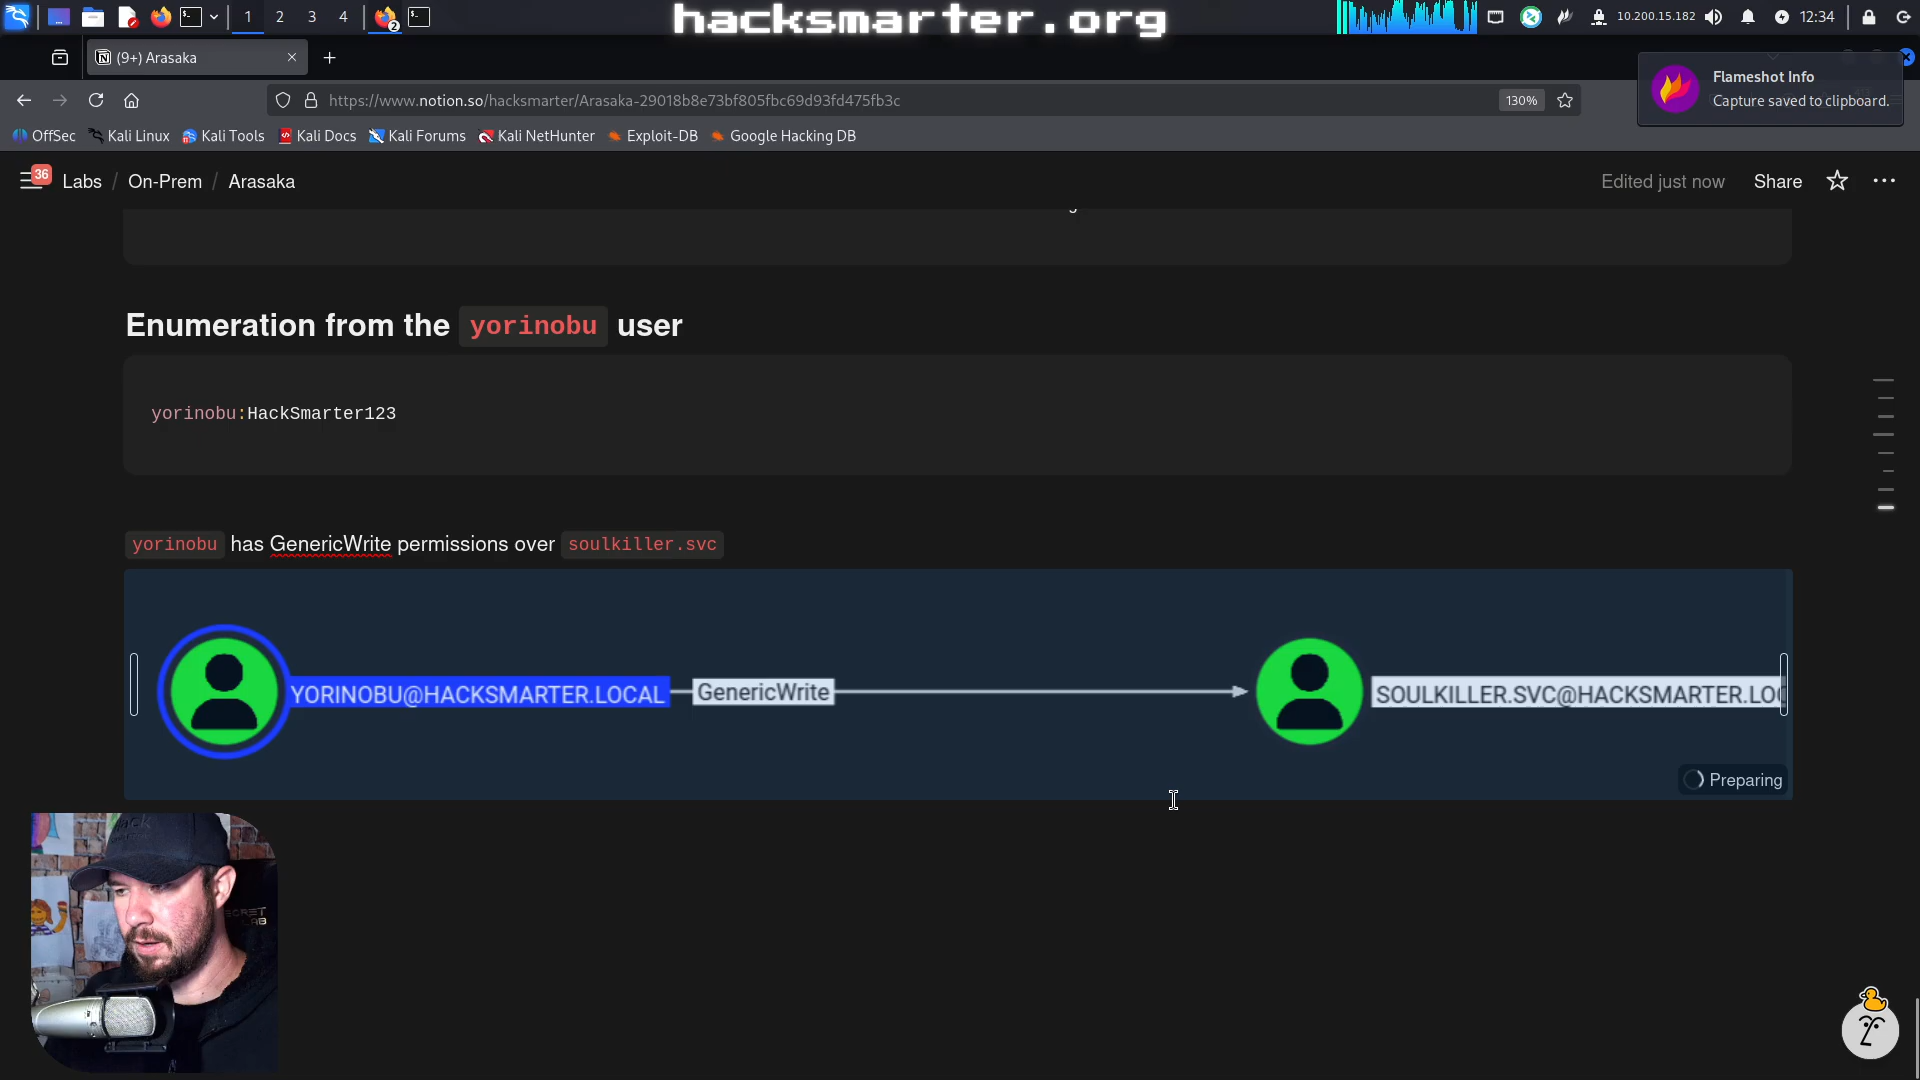 1 2 3 4 2 hacksmarter.org 10.200.15.182 12:34
(9+) Arasaka
Flameshot Info
Capture saved to clipboard.
https://www.notion.so/hacksmarter/Arasaka-29018b8e73bf805fbc69d93fd475fb3c 130%
OffSec Kali Linux Kali Tools Kali Docs Kali Forums Kali NetHunter Exploit-DB Google Hacking DB
36 Labs / On-Prem / Arasaka Edited just now Share
Enumeration from the yorinobu user
yorinobu:HackSmarter123
yorinobu has GenericWrite permissions over soulkiller.svc
YORINOBU@HACKSMARTER.LOCAL GenericWrite SOULKILLER.SVC@HACKSMARTER.LOC
Preparing